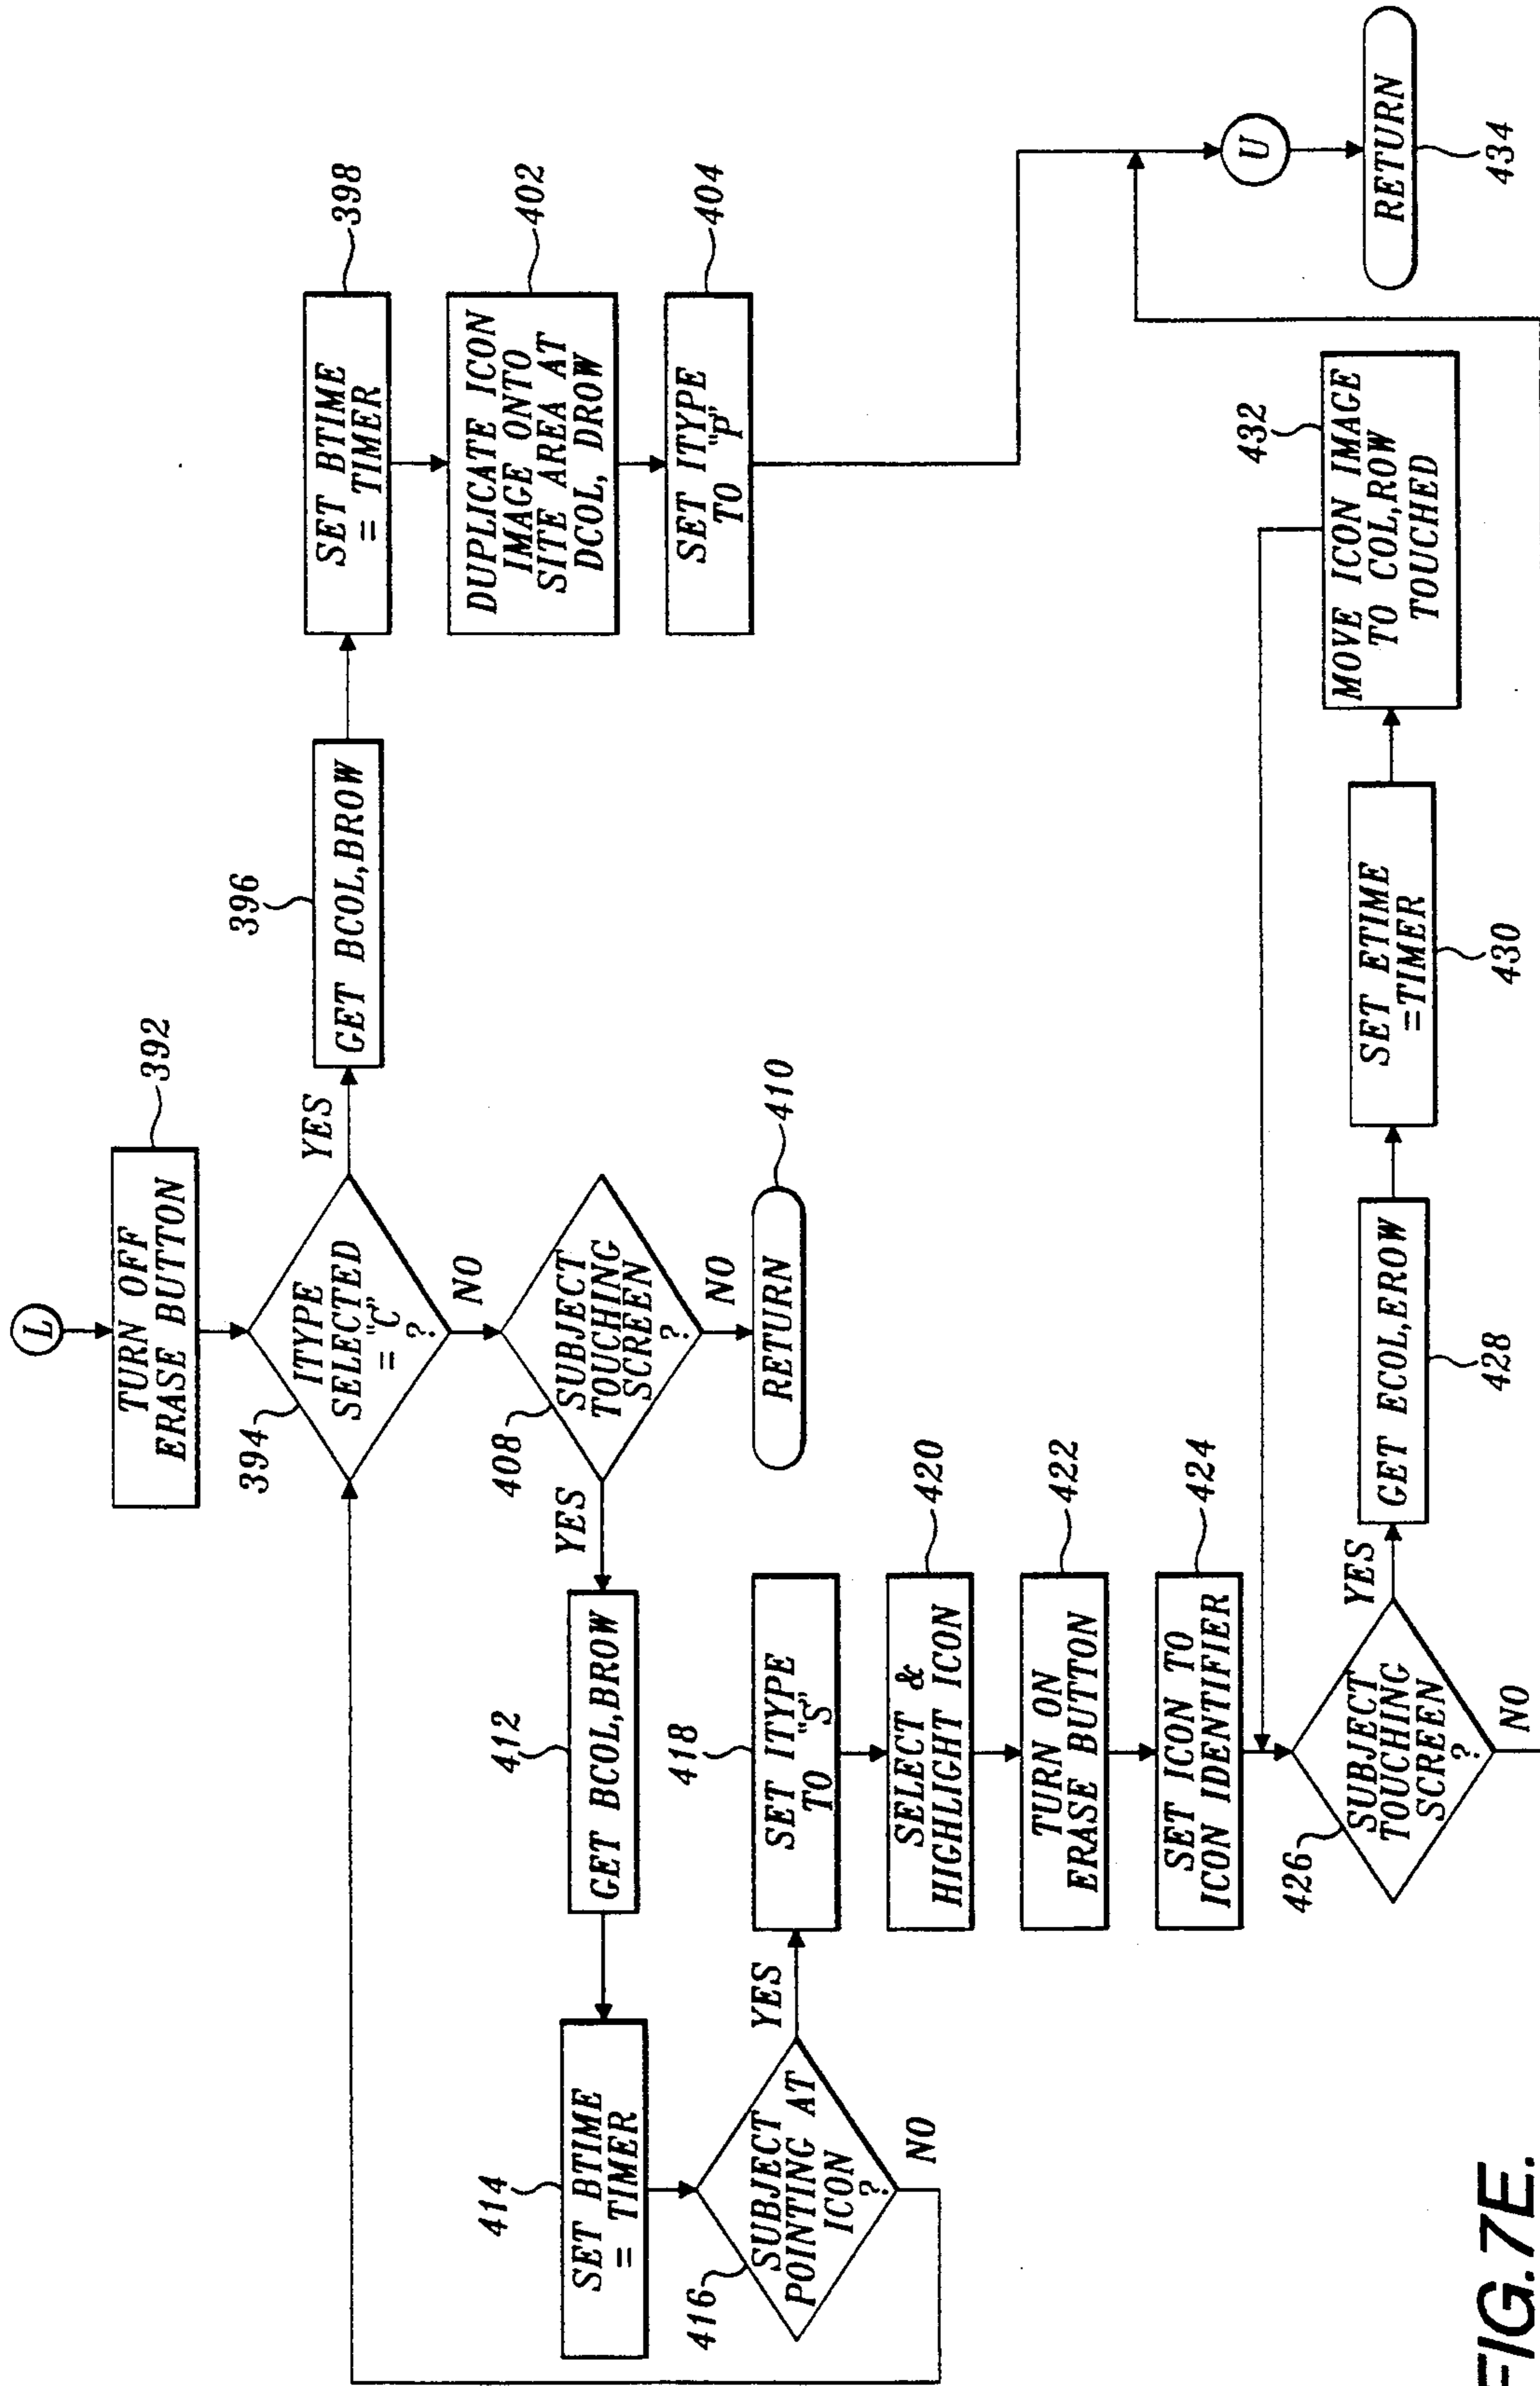 L
TURN OFF
ERASE BUTTON
392
ITYPE
SELECTED
= "C"
?
394
YES
NO
GET BCOL,BROW
396
SET BTIME
= TIMER
398
DUPLICATE ICON
IMAGE ONTO
SITE AREA AT
DCOL, DROW
402
SET ITYPE
TO "P"
404
SUBJECT
TOUCHING
SCREEN
?
408
YES
NO
RETURN
410
GET BCOL,BROW
412
SET BTIME
= TIMER
414
SUBJECT
POINTING AT
ICON
?
416
YES
NO
SET ITYPE
TO "S"
418
SELECT &
HIGHLIGHT ICON
420
TURN ON
ERASE BUTTON
422
SET ICON TO
ICON IDENTIFIER
424
SUBJECT
TOUCHING
SCREEN
?
426
YES
NO
GET ECOL,EROW
428
SET ETIME
=TIMER
430
MOVE ICON IMAGE
TO COL,ROW
TOUCHED
432
U
RETURN
434
FIG.7E.